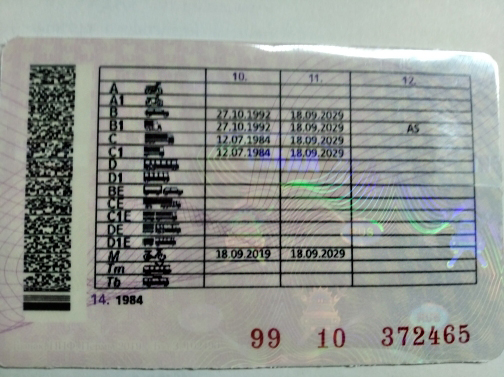 10. 11. 12.
A
A1
B 27.10.1992 18.09.2029
B1 27.10.1992 18.09.2029 AS
C 12.07.1984 18.09.2029
C1 12.07.1984 18.09.2029
D
D1
BE
CE
C1E
DE
D1E
M 18.09.2019 18.09.2029
Tm
Tb
14. 1984
99 10 372465